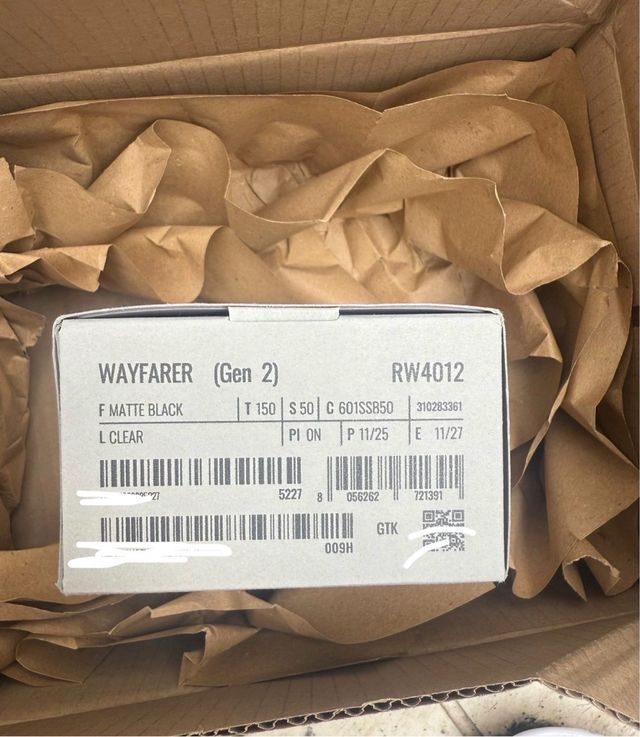 WAYFARER (Gen 2) RW4012
F MATTE BLACK T 150 S 50 C 601SSB50 310283361
L CLEAR PI ON P 11/25 E 11/27
5227 8 056262 721391
GTK
009H